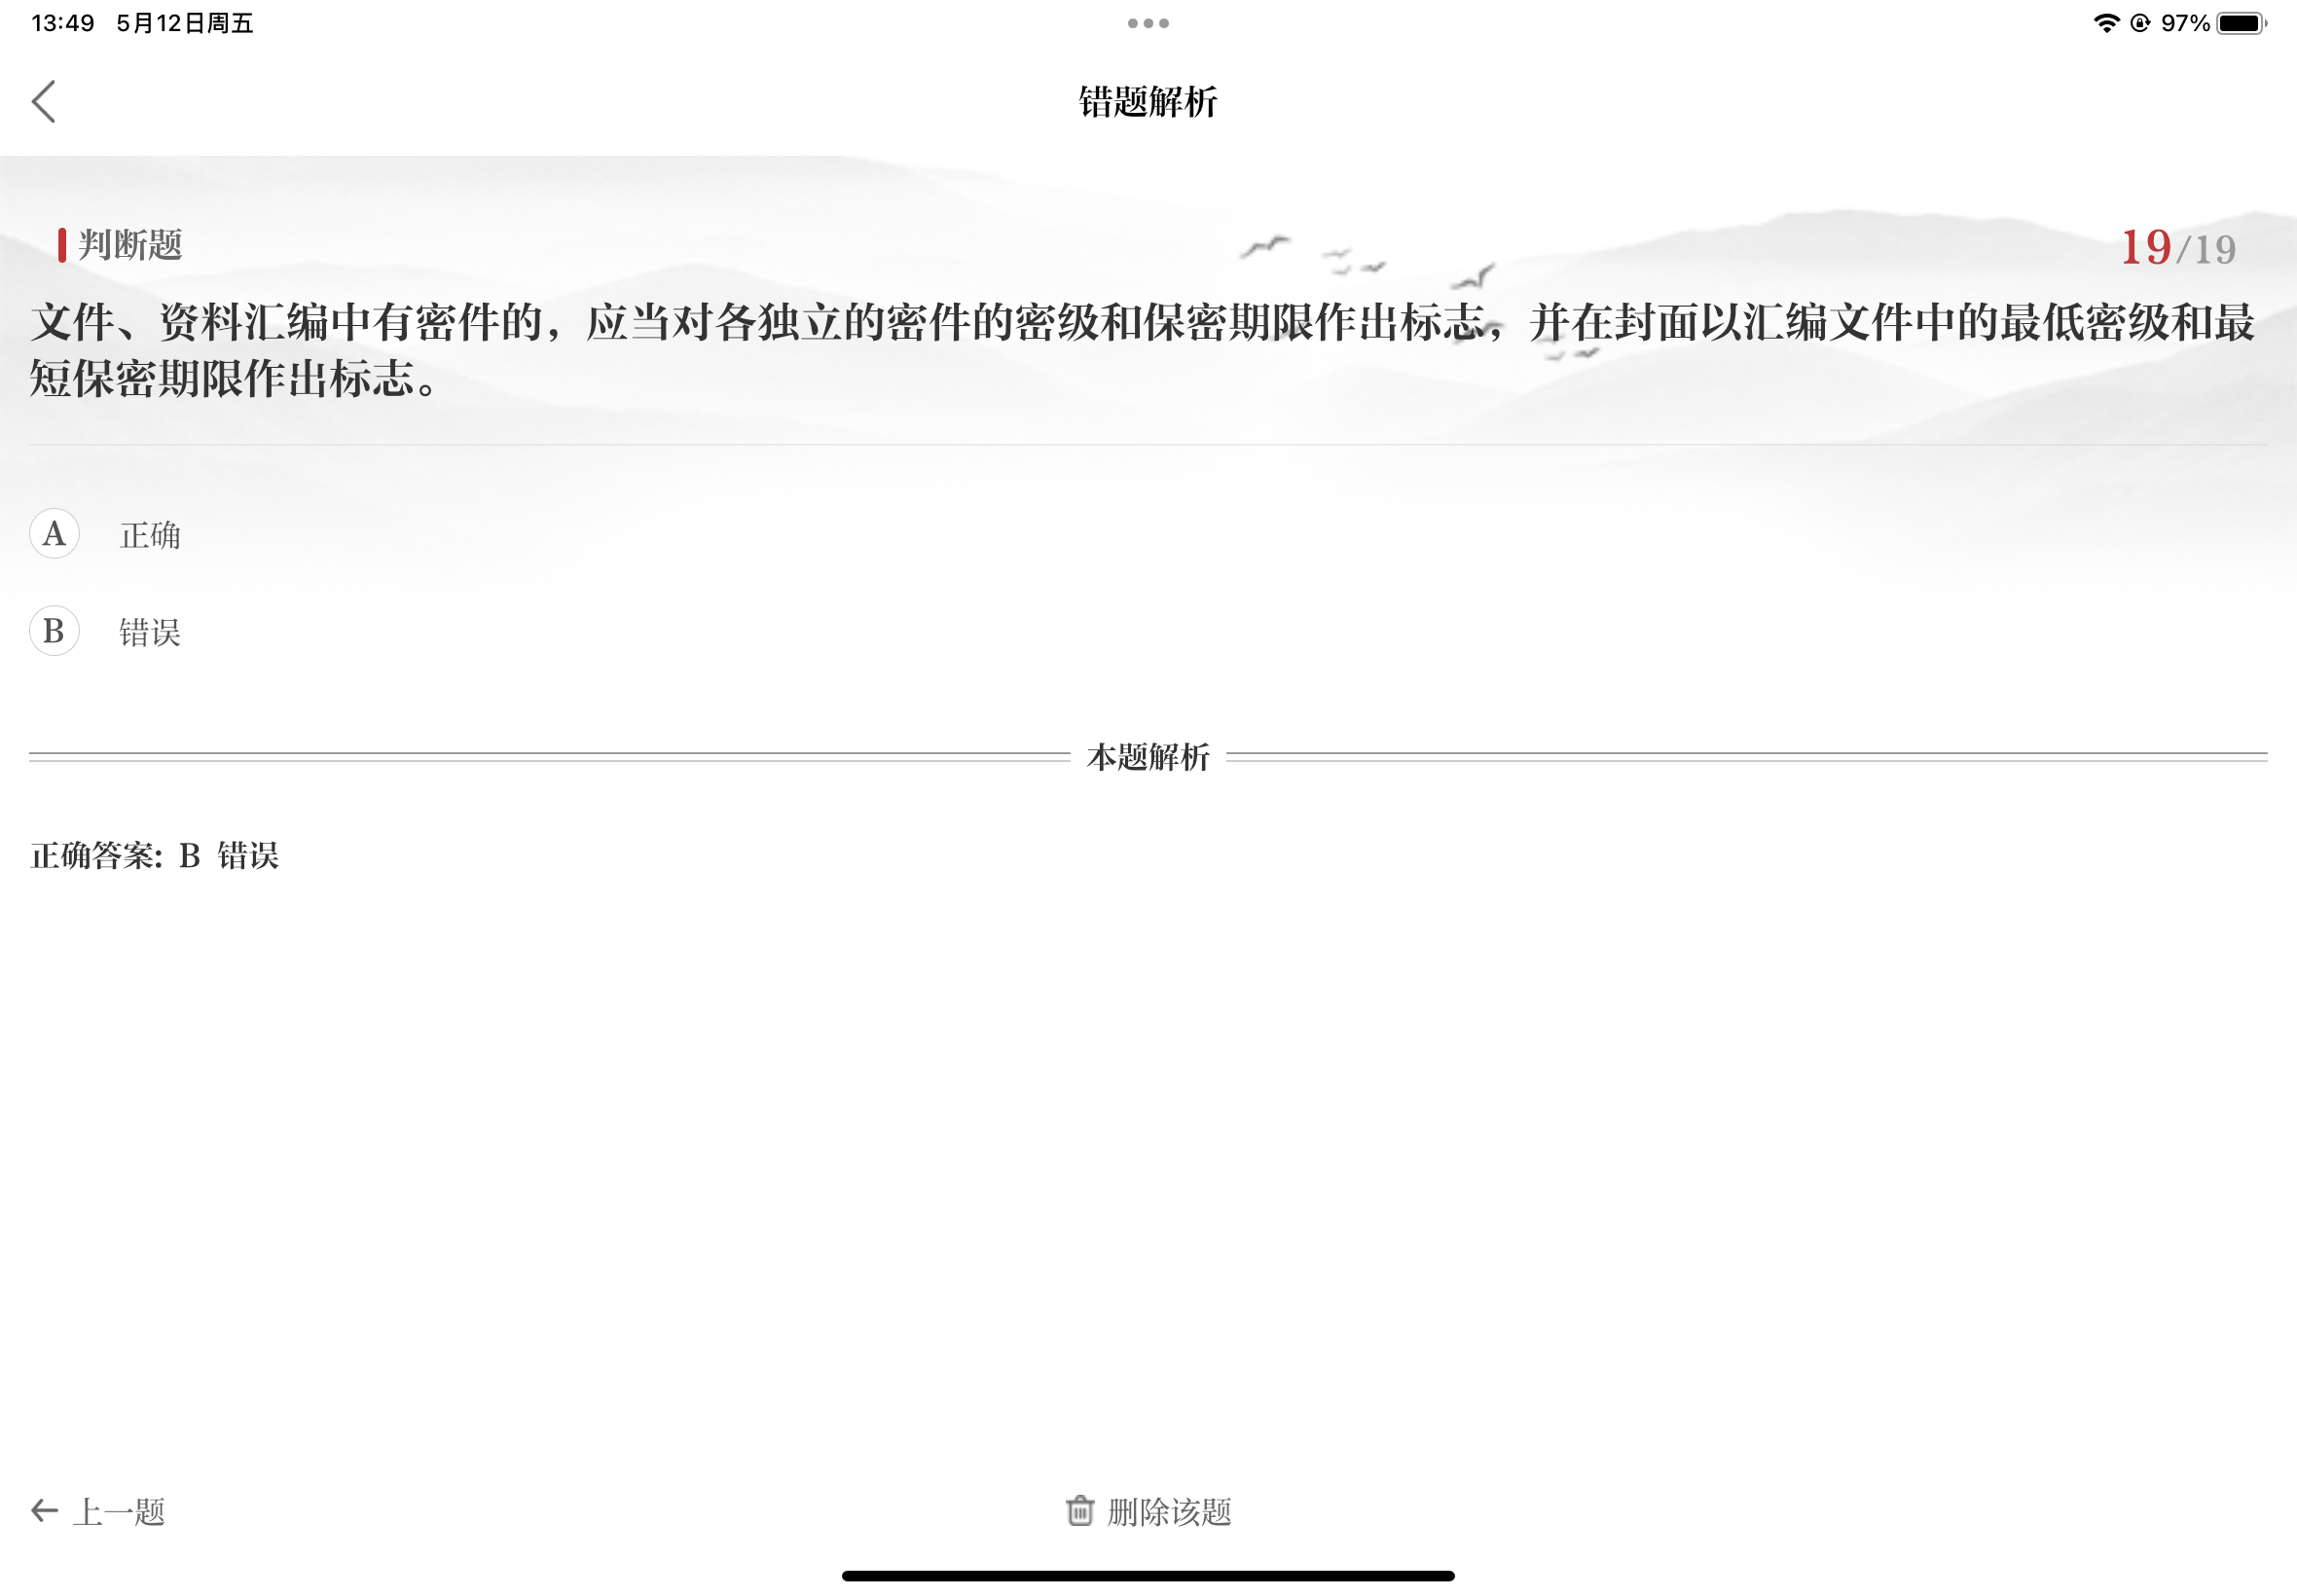 13:49 5月12日周五 97%
错题解析
判断题 19/19
文件、资料汇编中有密件的，应当对各独立的密件的密级和保密期限作出标志，并在封面以汇编文件中的最低密级和最
短保密期限作出标志。
A 正确
B 错误
本题解析
正确答案: B 错误
上一题 删除该题